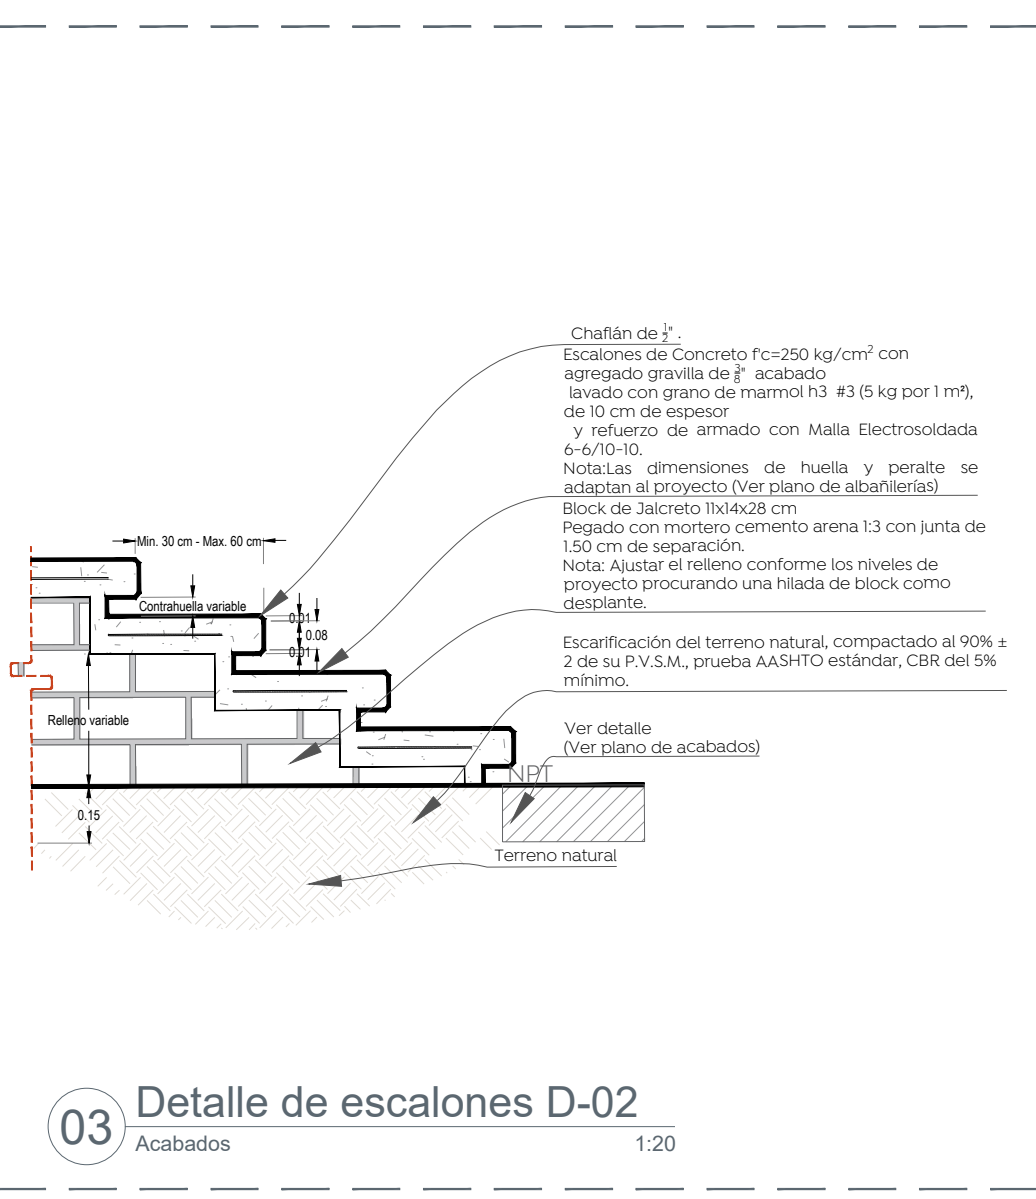 Chaflán de 1/2" .
Escalones de Concreto f'c=250 kg/cm² con
agregado gravilla de 3/8" acabado
lavado con grano de marmol h3 #3 (5 kg por 1 m²),
de 10 cm de espesor
y refuerzo de armado con Malla Electrosoldada
6-6/10-10.
Nota:Las dimensiones de huella y peralte se
adaptan al proyecto (Ver plano de albañilerías)
Block de Jalcreto 11x14x28 cm
Pegado con mortero cemento arena 1:3 con junta de
1.50 cm de separación.
Nota: Ajustar el relleno conforme los niveles de
proyecto procurando una hilada de block como
desplante.
Escarificación del terreno natural, compactado al 90% ±
2 de su P.V.S.M., prueba AASHTO estándar, CBR del 5%
mínimo.
Ver detalle
(Ver plano de acabados)
Min. 30 cm - Max. 60 cm
Contrahuella variable
0.01
0.08
0.01
Relleno variable
NPT
0.15
Terreno natural
03
Detalle de escalones D-02
Acabados
1:20